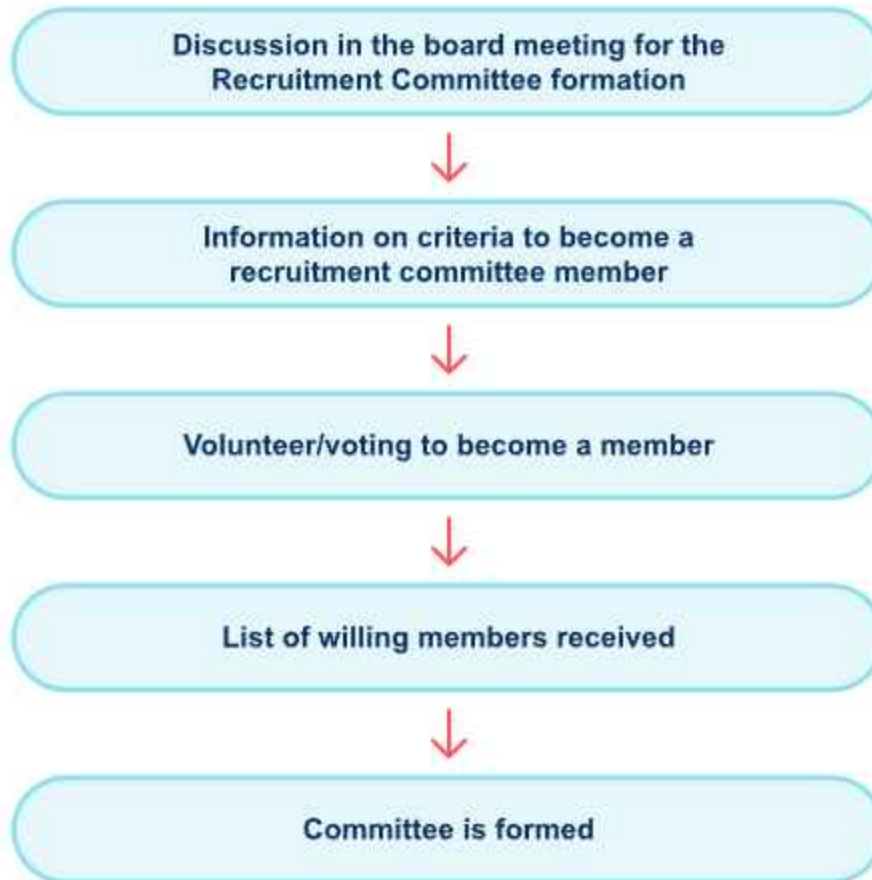 Discussion in the board meeting for the
Recruitment Committee formation
Information on criteria to become a
recruitment committee member
Volunteer/voting to become a member
List of willing members received
Committee is formed